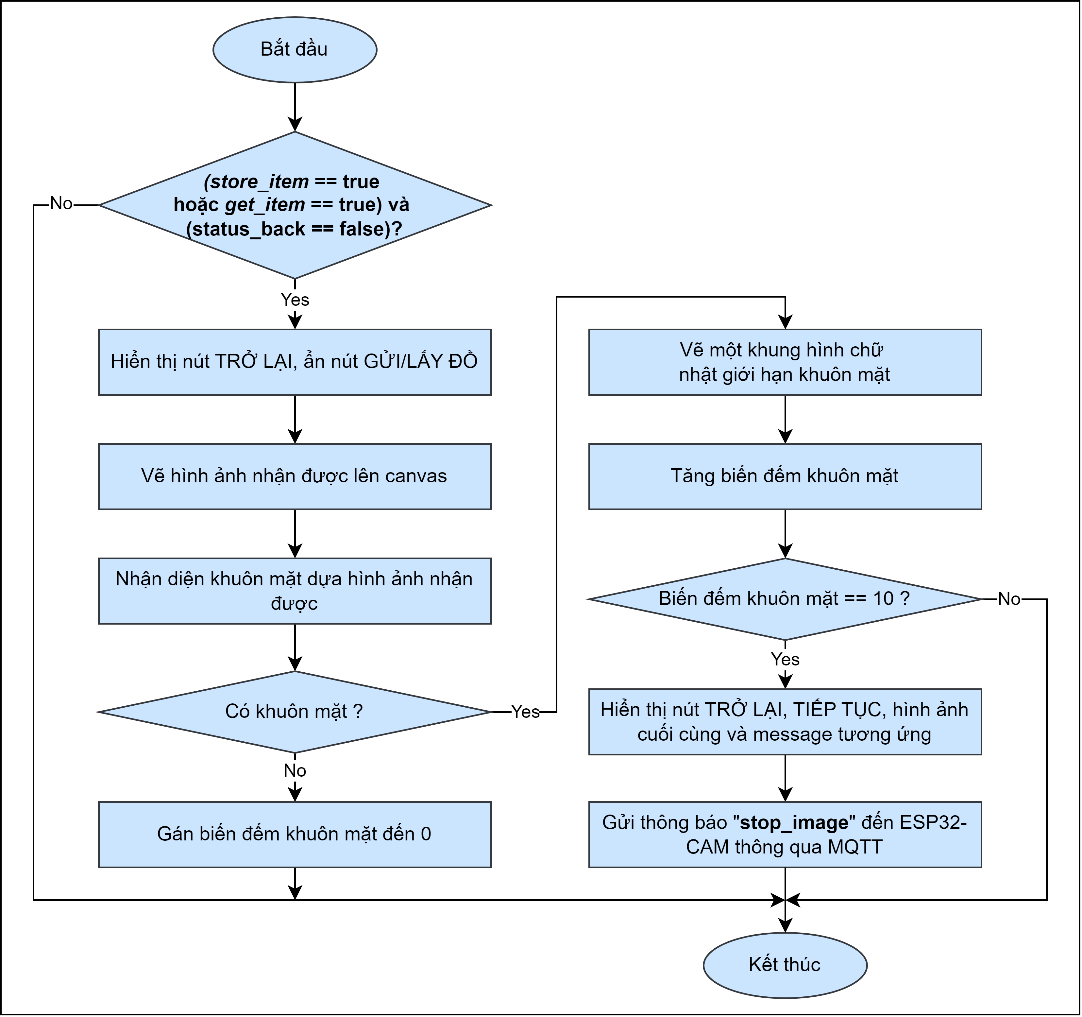 Bắt đầu
(store_item == true
hoặc get_item == true) và
(status_back == false)?
No
Yes
Hiển thị nút TRỞ LẠI, ẩn nút GỬI/LẤY ĐỒ
Vẽ hình ảnh nhận được lên canvas
Nhận diện khuôn mặt dựa hình ảnh nhận
được
Có khuôn mặt ?
Yes
No
Gán biến đếm khuôn mặt đến 0
Vẽ một khung hình chữ
nhật giới hạn khuôn mặt
Tăng biến đếm khuôn mặt
Biến đếm khuôn mặt == 10 ?
No
Yes
Hiển thị nút TRỞ LẠI, TIẾP TỤC, hình ảnh
cuối cùng và message tương ứng
Gửi thông báo "stop_image" đến ESP32-
CAM thông qua MQTT
Kết thúc